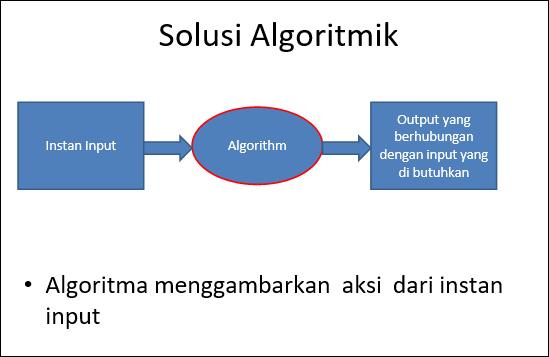 Solusi Algoritmik
Instan Input
Algorithm
Output yang
berhubungan
dengan input yang
di butuhkan
• Algoritma menggambarkan aksi dari instan
input